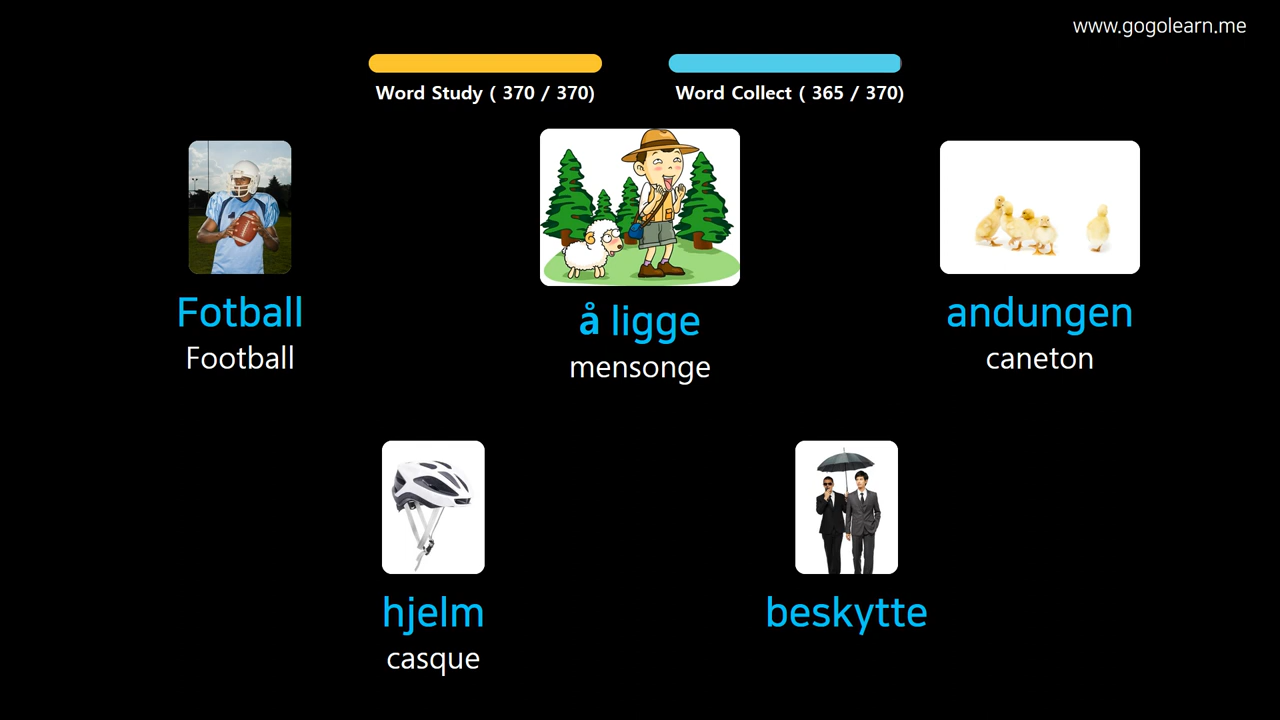 www.gogolearn.me
Word Study ( 370 / 370)
Word Collect ( 365 / 370)
Fotball
Football
å ligge
mensonge
andungen
caneton
hjelm
casque
beskytte